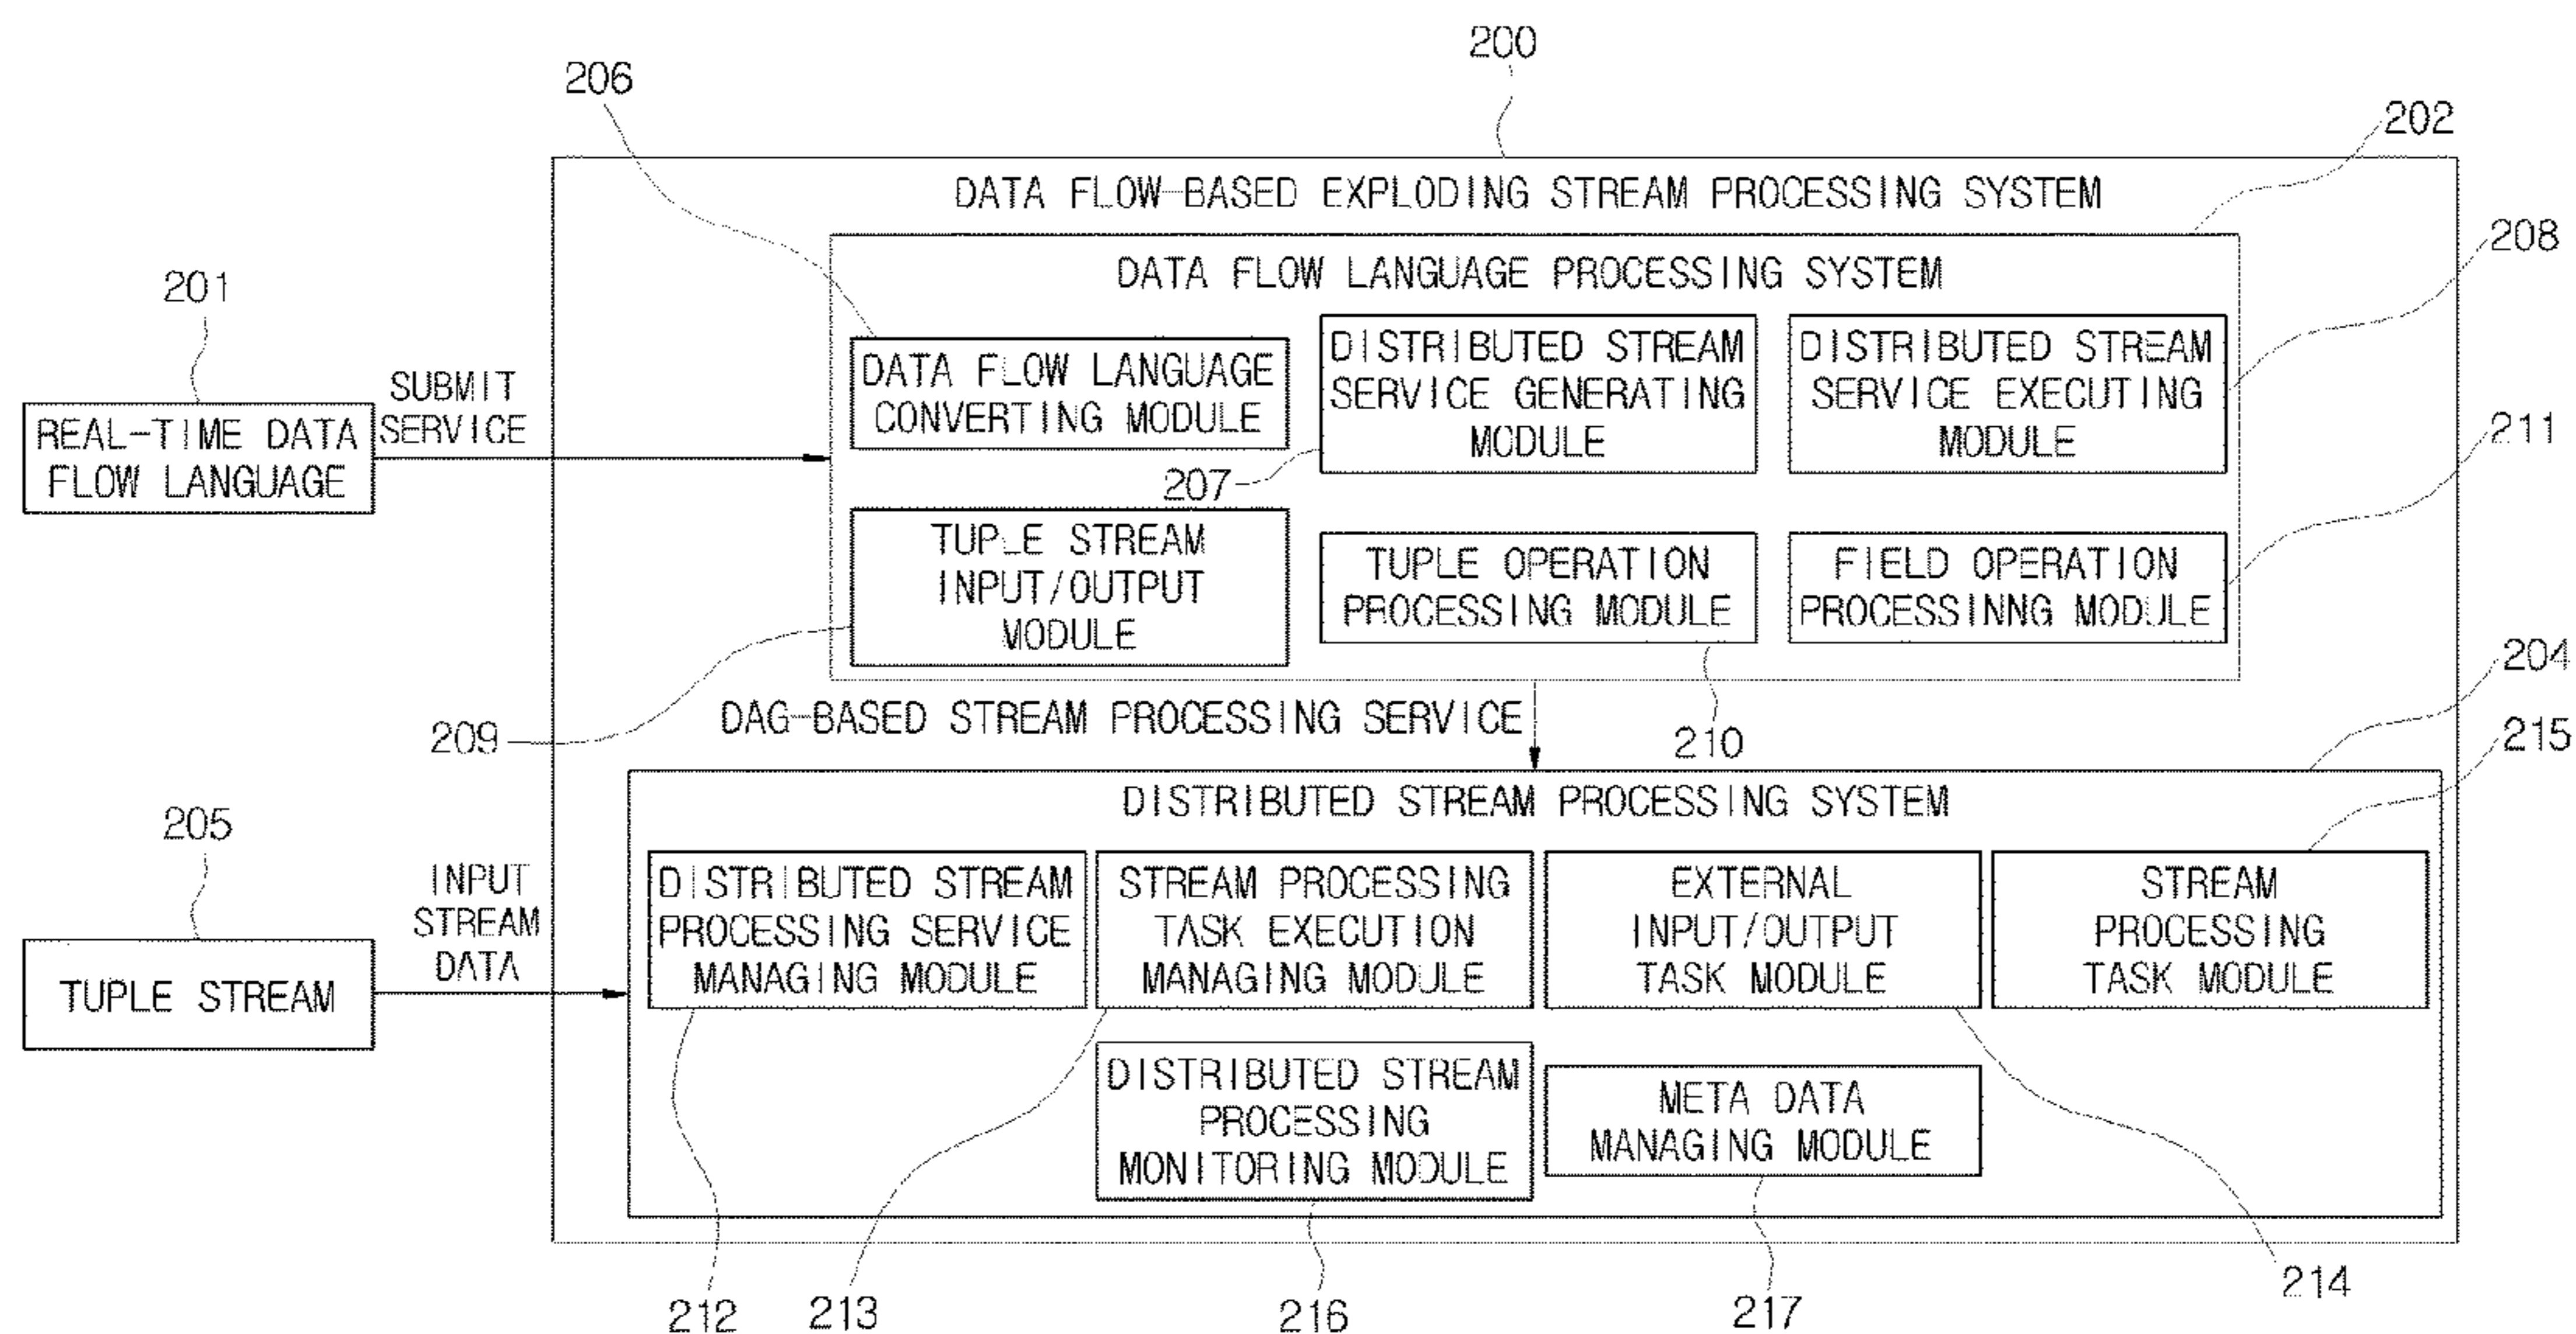 200
206
202
DATA FLOW-BASED EXPLODING STREAM PROCESSING SYSTEM
208
DATA FLOW LANGUAGE PROCESSING SYSTEM
201
DATA FLOW LANGUAGE
CONVERTING MODULE
DISTRIBUTED STREAM
SERVICE GENERATING
MODULE
DISTRIBUTED STREAM
SERVICE EXECUTING
MODULE
SUBMIT
SERVICE
REAL-TIME DATA
FLOW LANGUAGE
211
207
TUPLE STREAM
INPUT/OUTPUT
MODULE
TUPLE OPERATION
PROCESSING MODULE
FIELD OPERATION
PROCESSINNG MODULE
204
DAG-BASED STREAM PROCESSING SERVICE
209
210
215
DISTRIBUTED STREAM PROCESSING SYSTEM
205
INPUT
STREAM
DATA
TUPLE STREAM
DISTRIBUTED STREAM
PROCESSING SERVICE
MANAGING MODULE
STREAM PROCESSING
TASK EXECUTION
MANAGING MODULE
EXTERNAL
INPUT/OUTPUT
TASK MODULE
STREAM
PROCESSING
TASK MODULE
DISTRIBUTED STREAM
PROCESSING
MONITORING MODULE
META DATA
MANAGING MODULE
214
212
213
216
217